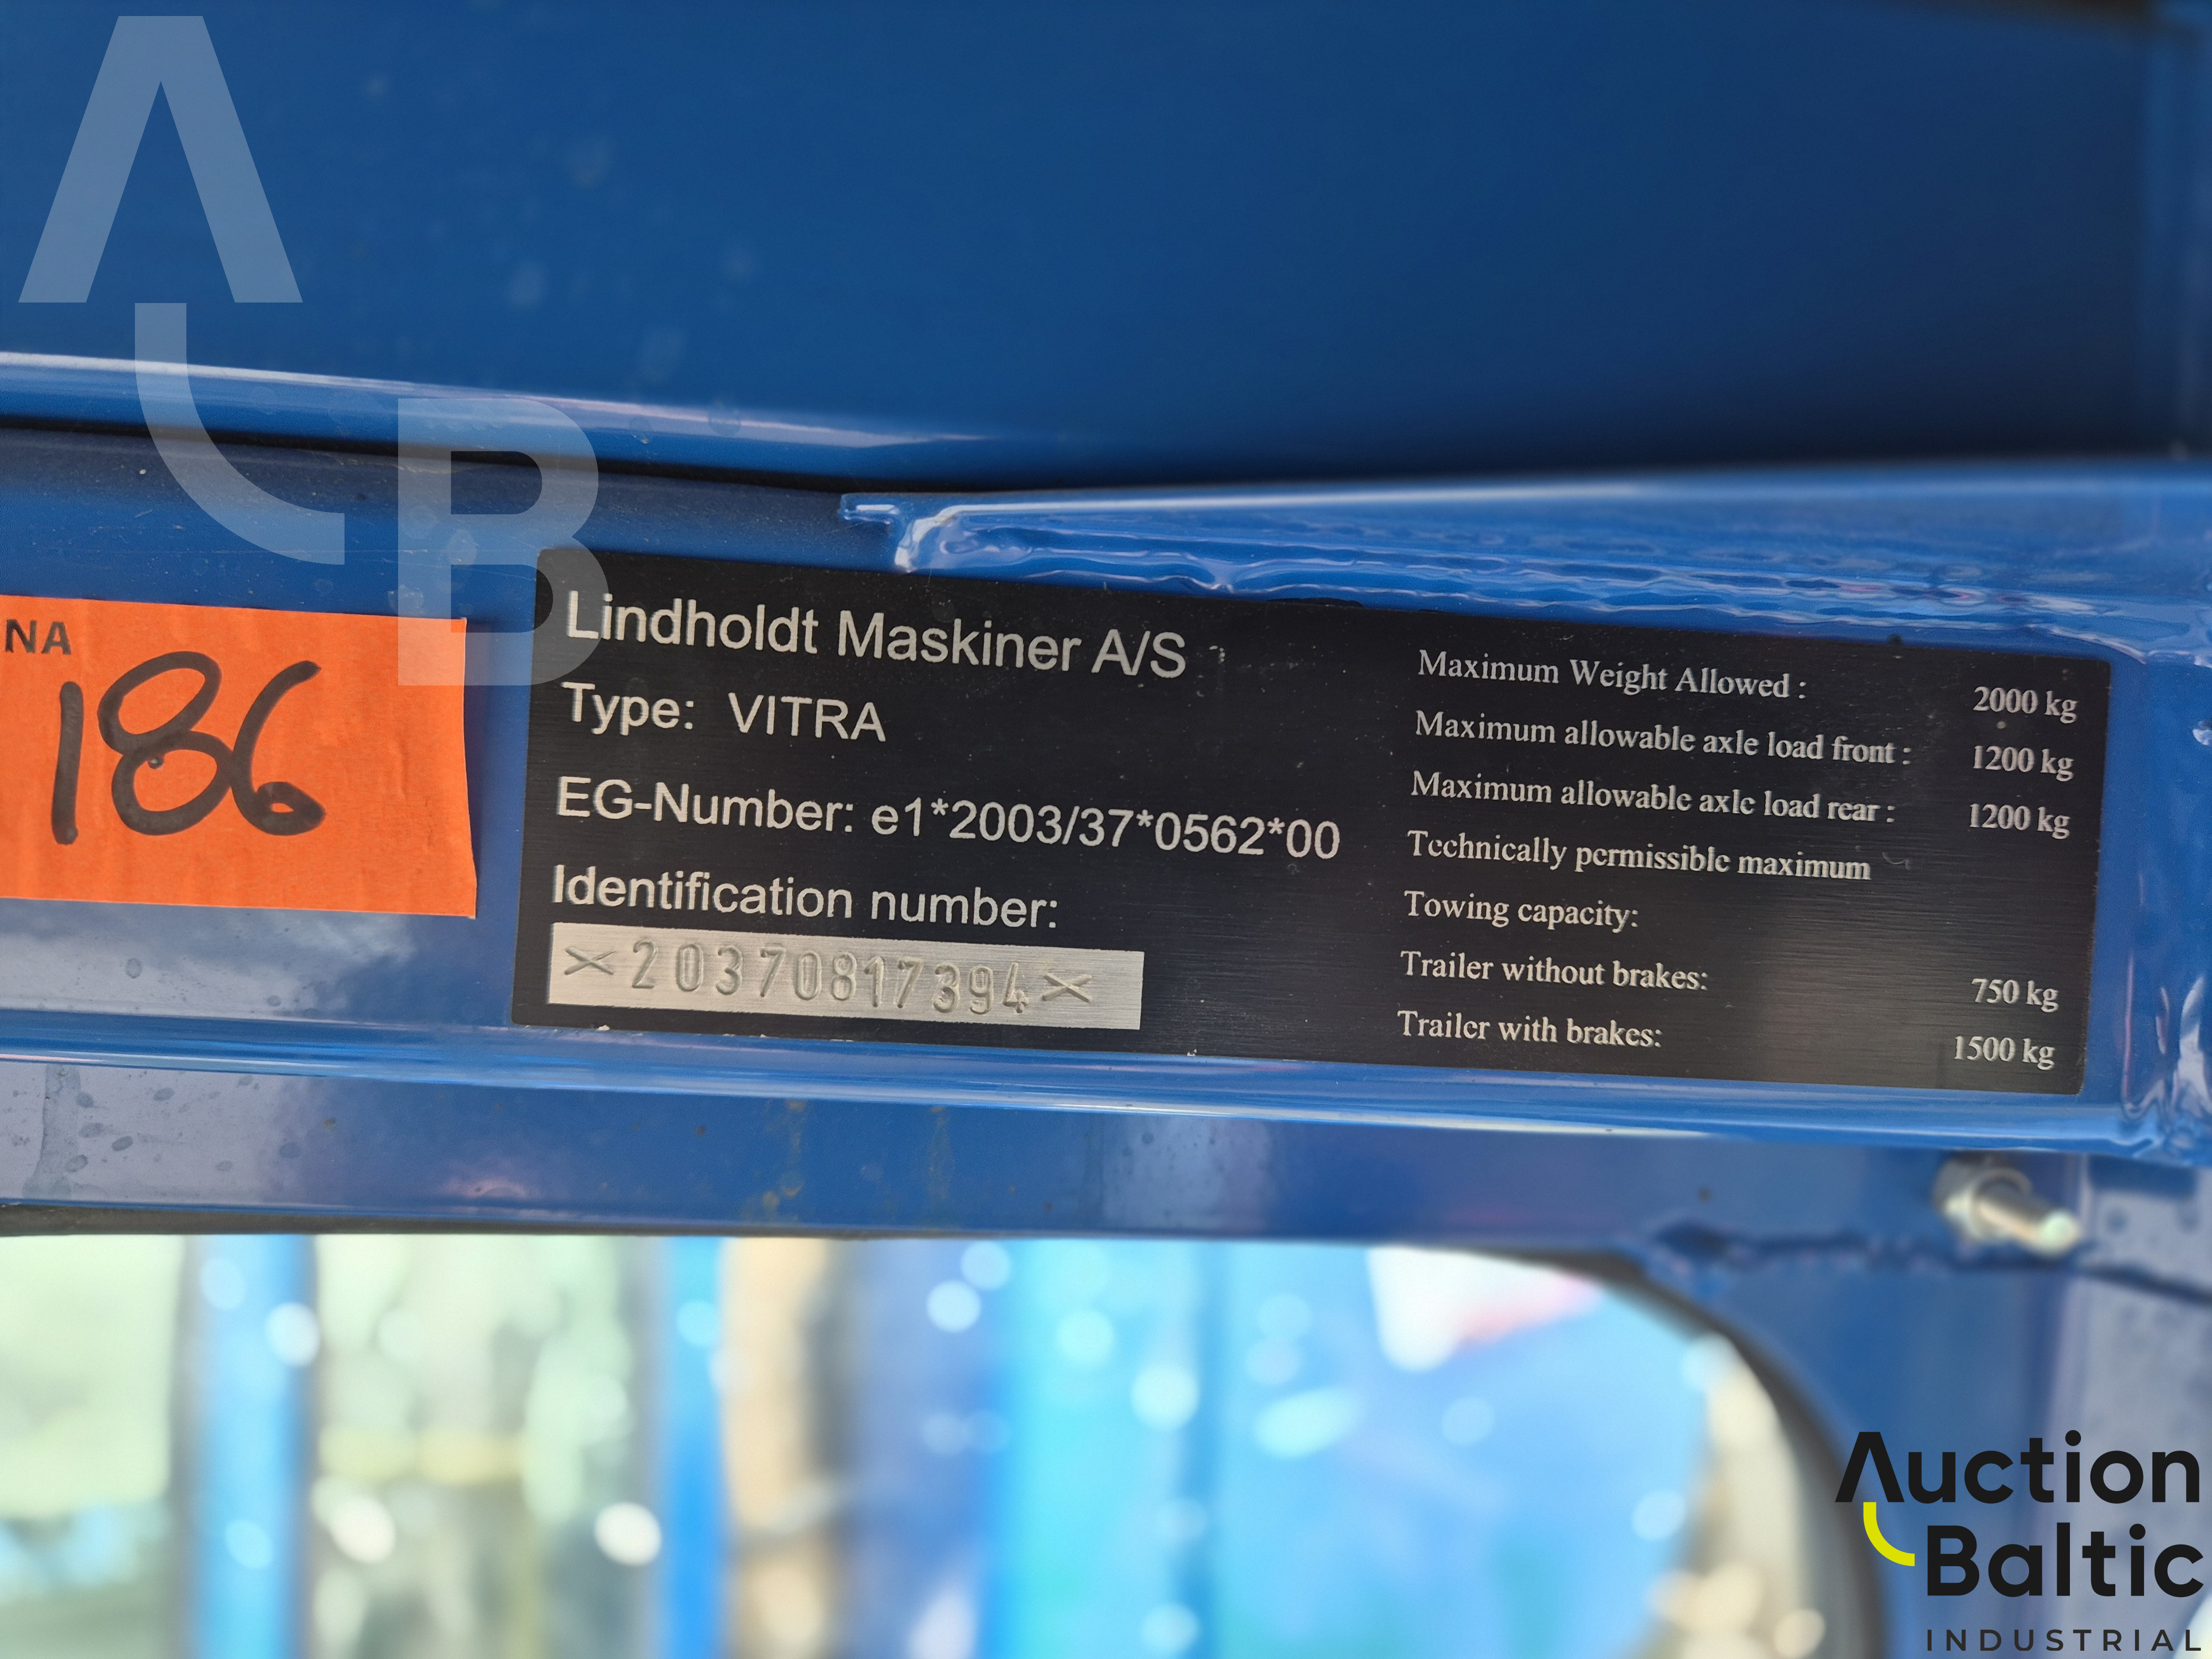 AB
NA
186
Lindholdt Maskiner A/S
Type: VITRA
EG-Number: e1*2003/37*0562*00
Identification number:
*20370817394*
Maximum Weight Allowed : 2000 kg
Maximum allowable axle load front : 1200 kg
Maximum allowable axle load rear : 1200 kg
Technically permissible maximum
Towing capacity:
Trailer without brakes: 750 kg
Trailer with brakes: 1500 kg
Auction
Baltic
INDUSTRIAL